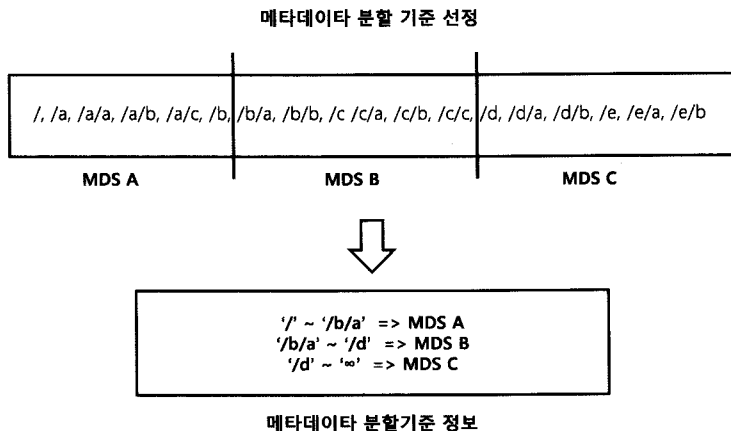 메타데이타 분할 기준 선정
/, /a, /a/a, /a/b, /a/c, /b, /b/a, /b/b, /c /c/a, /c/b, /c/c, /d, /d/a, /d/b, /e, /e/a, /e/b
MDS A MDS B MDS C
‘/’ ~ ‘/b/a’ => MDS A
‘/b/a’ ~ ‘/d’ => MDS B
‘/d’ ~ ‘∞’ => MDS C
메타데이타 분할기준 정보